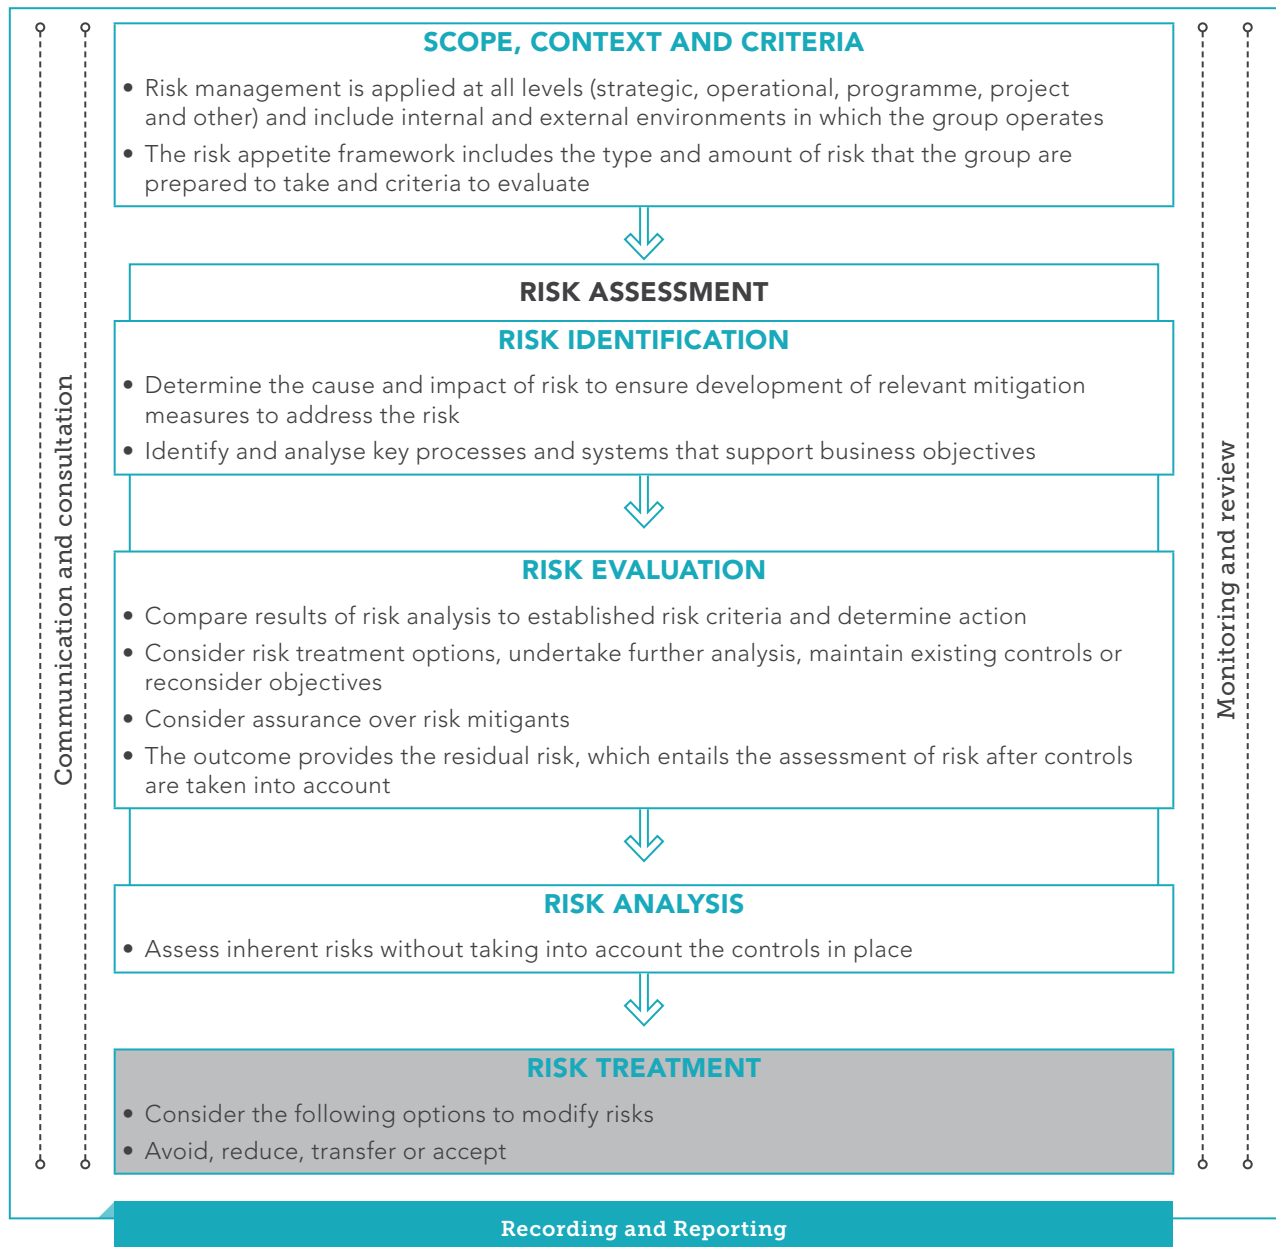 SCOPE, CONTEXT AND CRITERIA
• Risk management is applied at all levels (strategic, operational, programme, project
and other) and include internal and external environments in which the group operates
• The risk appetite framework includes the type and amount of risk that the group are
prepared to take and criteria to evaluate
RISK ASSESSMENT
RISK IDENTIFICATION
• Determine the cause and impact of risk to ensure development of relevant mitigation
measures to address the risk
• Identify and analyse key processes and systems that support business objectives
RISK EVALUATION
• Compare results of risk analysis to established risk criteria and determine action
• Consider risk treatment options, undertake further analysis, maintain existing controls or
reconsider objectives
• Consider assurance over risk mitigants
• The outcome provides the residual risk, which entails the assessment of risk after controls
are taken into account
RISK ANALYSIS
• Assess inherent risks without taking into account the controls in place
RISK TREATMENT
• Consider the following options to modify risks
• Avoid, reduce, transfer or accept
Communication and consultation
Monitoring and review
Recording and Reporting